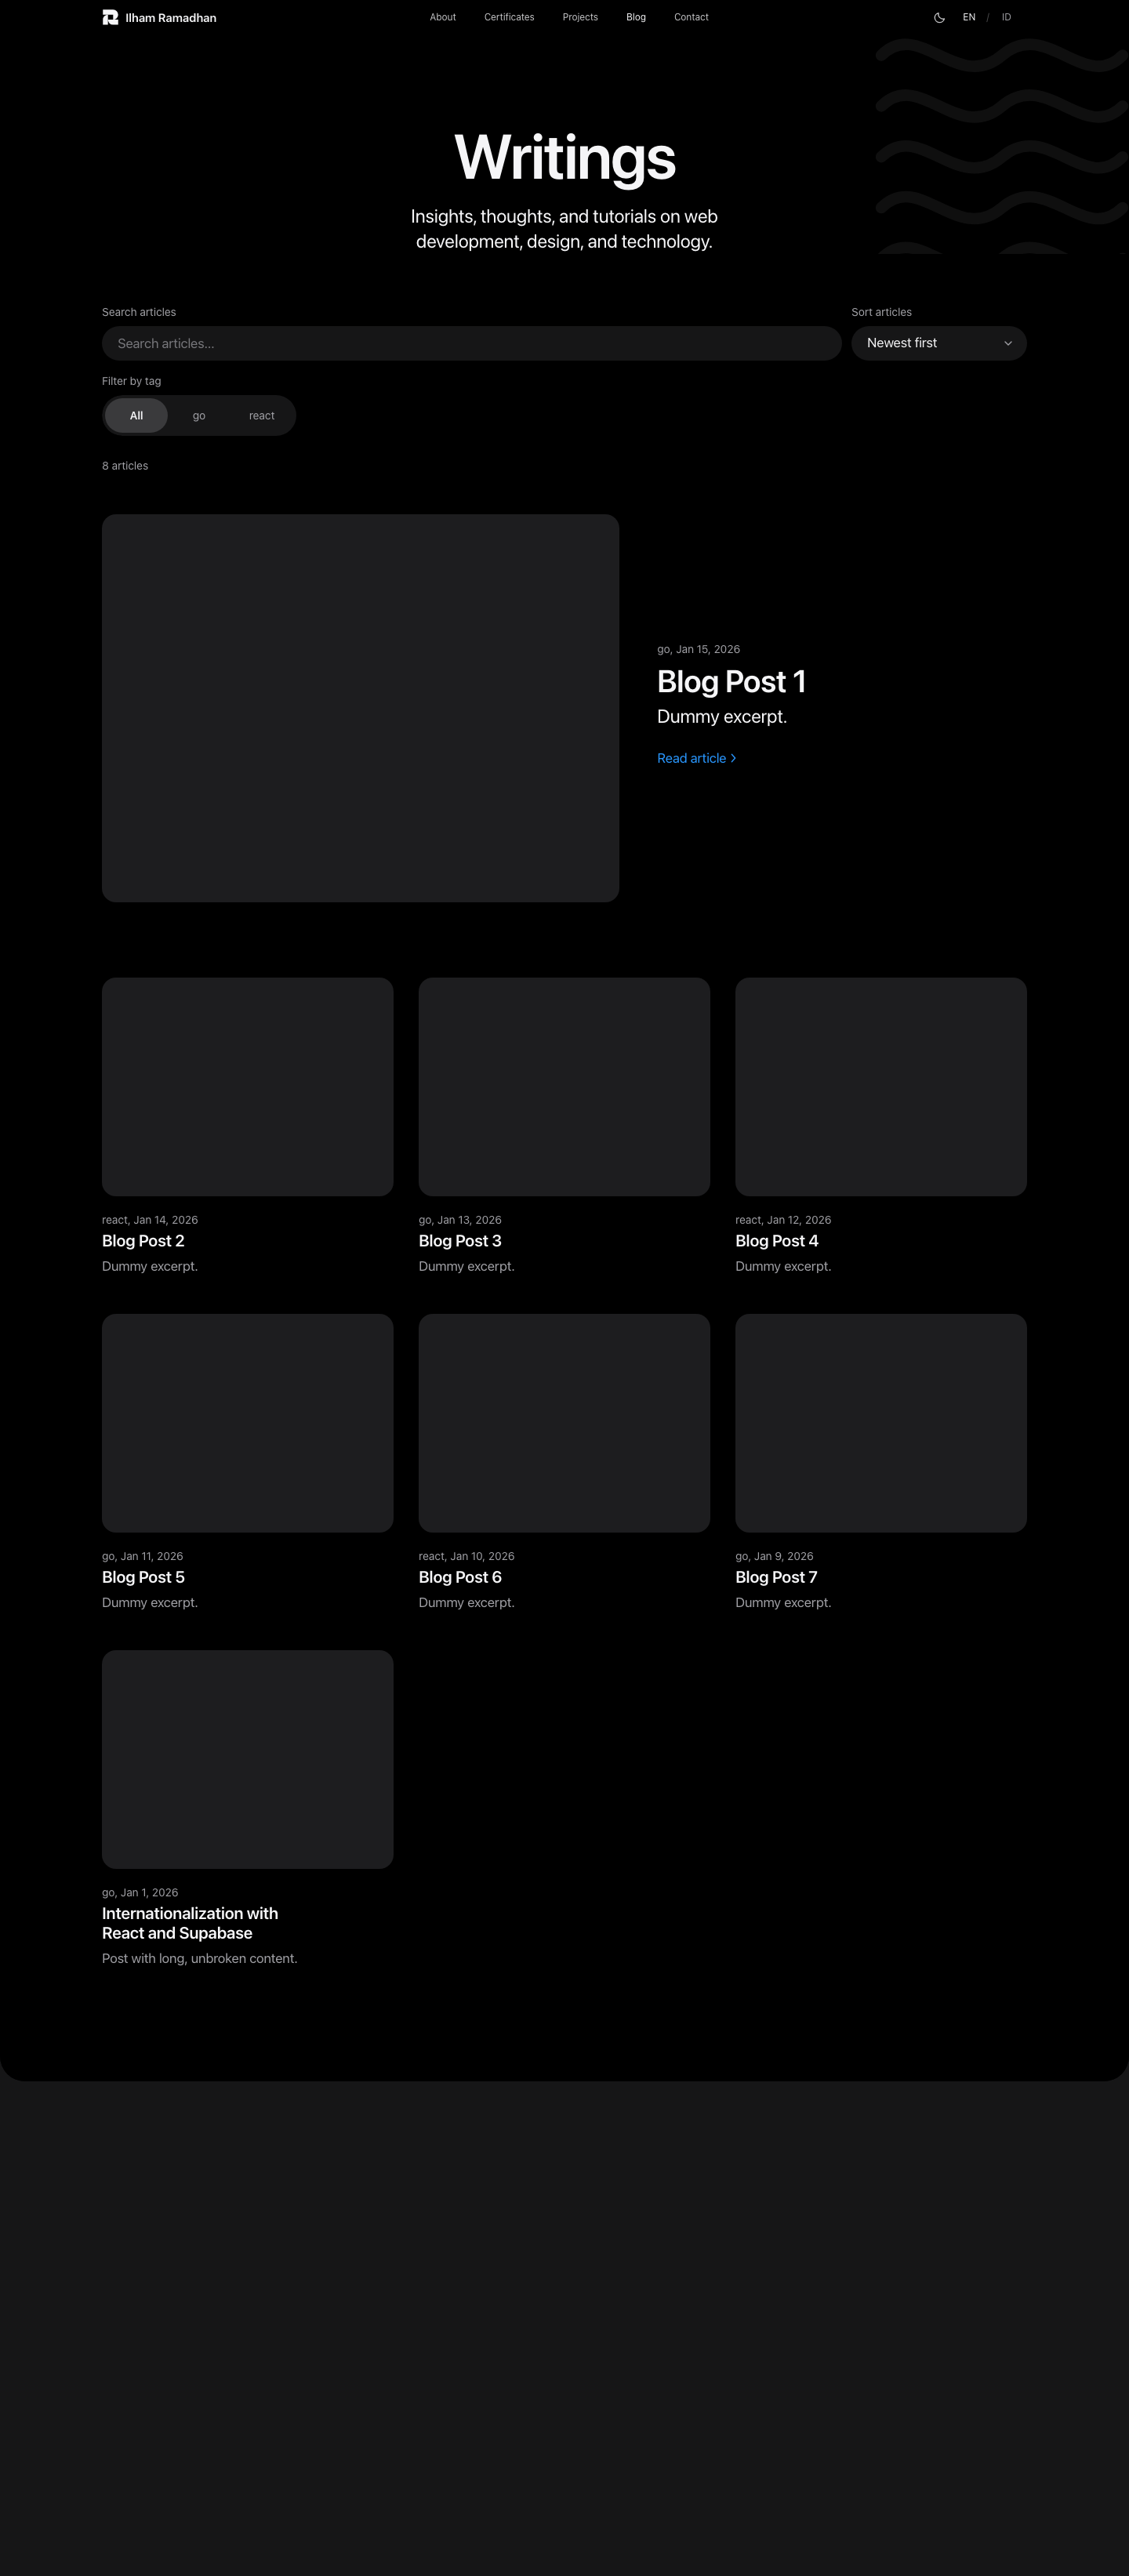 Ilham Ramadhan
About
Certificates
Projects
Blog
Contact
EN / ID
Writings
Insights, thoughts, and tutorials on web
development, design, and technology.
Search articles
Sort articles
Search articles...
Newest first
Filter by tag
All
go
react
8 articles
go, Jan 15, 2026
Blog Post 1
Dummy excerpt.
Read article
react, Jan 14, 2026
Blog Post 2
Dummy excerpt.
go, Jan 13, 2026
Blog Post 3
Dummy excerpt.
react, Jan 12, 2026
Blog Post 4
Dummy excerpt.
go, Jan 11, 2026
Blog Post 5
Dummy excerpt.
react, Jan 10, 2026
Blog Post 6
Dummy excerpt.
go, Jan 9, 2026
Blog Post 7
Dummy excerpt.
go, Jan 1, 2026
Internationalization with
React and Supabase
Post with long, unbroken content.